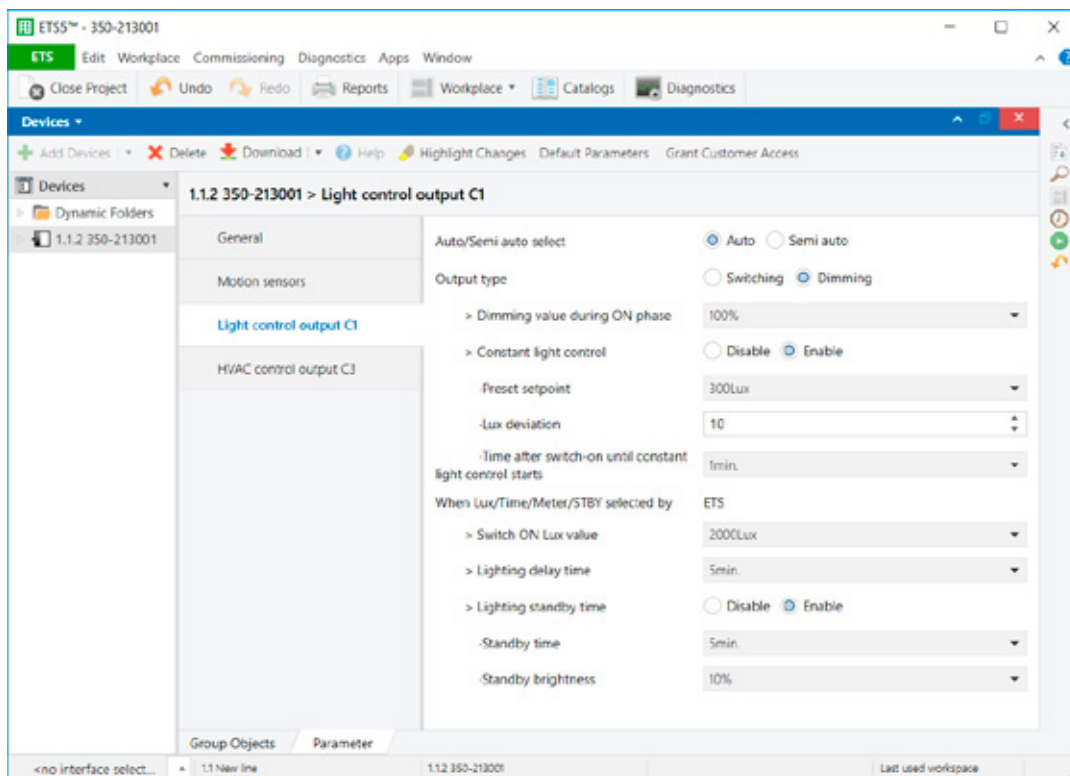 ETS5™ - 350-213001
ETS Edit Workplace Commissioning Diagnostics Apps Window
Close Project Undo Redo Reports Workplace Catalogs Diagnostics
Devices
Add Devices Delete Download Help Highlight Changes Default Parameters Grant Customer Access
Devices
Dynamic Folders
1.1.2 350-213001
1.1.2 350-213001 > Light control output C1
General
Motion sensors
Light control output C1
HVAC control output C3
Auto/Semi auto select Auto Semi auto
Output type Switching Dimming
> Dimming value during ON phase 100%
> Constant light control Disable Enable
·Preset setpoint 300Lux
·Lux deviation 10
·Time after switch-on until constant light control starts 1min.
When Lux/Time/Meter/STBY selected by ETS
> Switch ON Lux value 2000Lux
> Lighting delay time 5min.
> Lighting standby time Disable Enable
·Standby time 5min.
·Standby brightness 10%
Group Objects Parameter
<no interface select... 1.1 New line 1.1.2 350-213001 Last used workspace